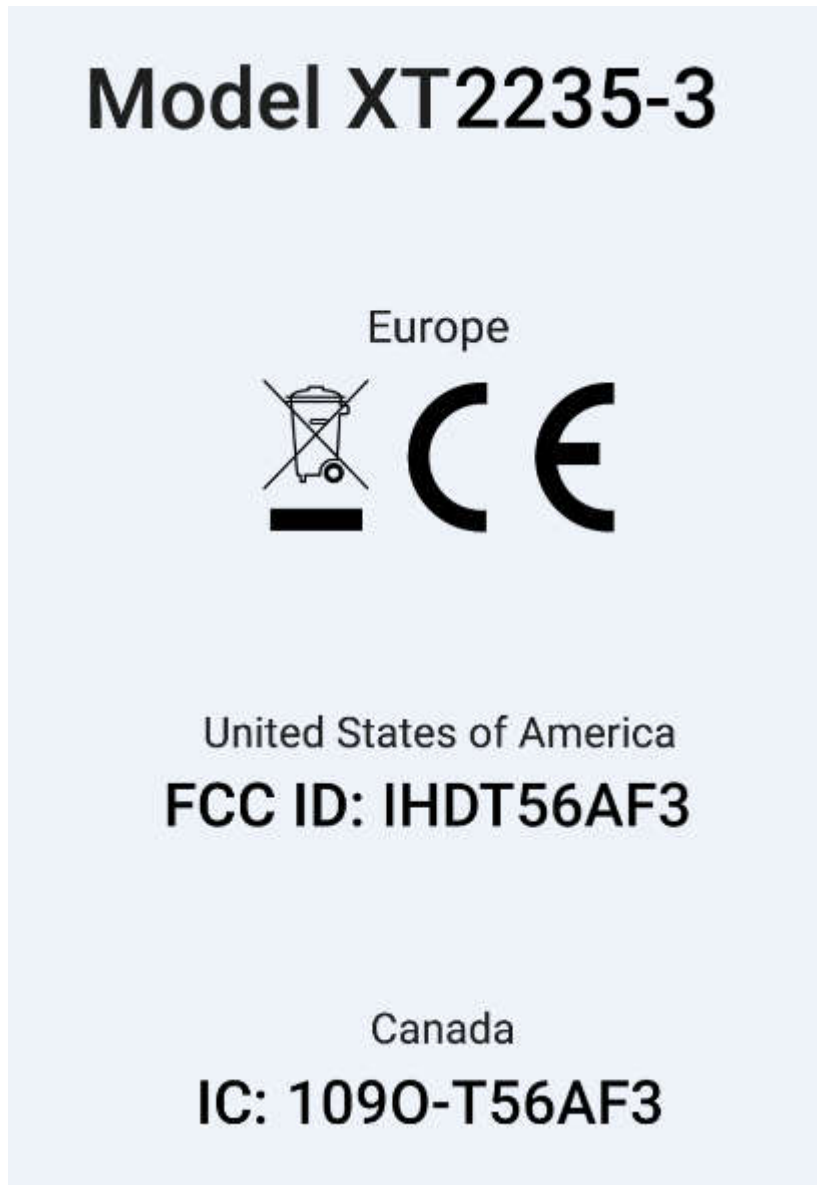 Model XT2235-3
Europe
CE
United States of America
FCC ID: IHDT56AF3
Canada
IC: 109O-T56AF3